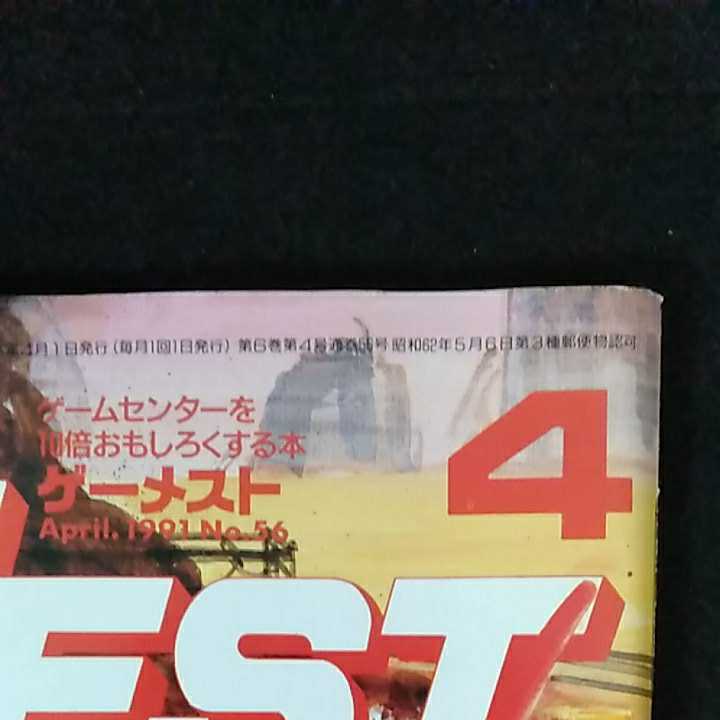 月1日発行(毎月1回1日発行) 第6巻第4号通巻56号 昭和62年5月6日第3種郵便物認可
ゲームセンターを
10倍おもしろくする本
ゲーメスト
April. 1991 No.56
4
EST